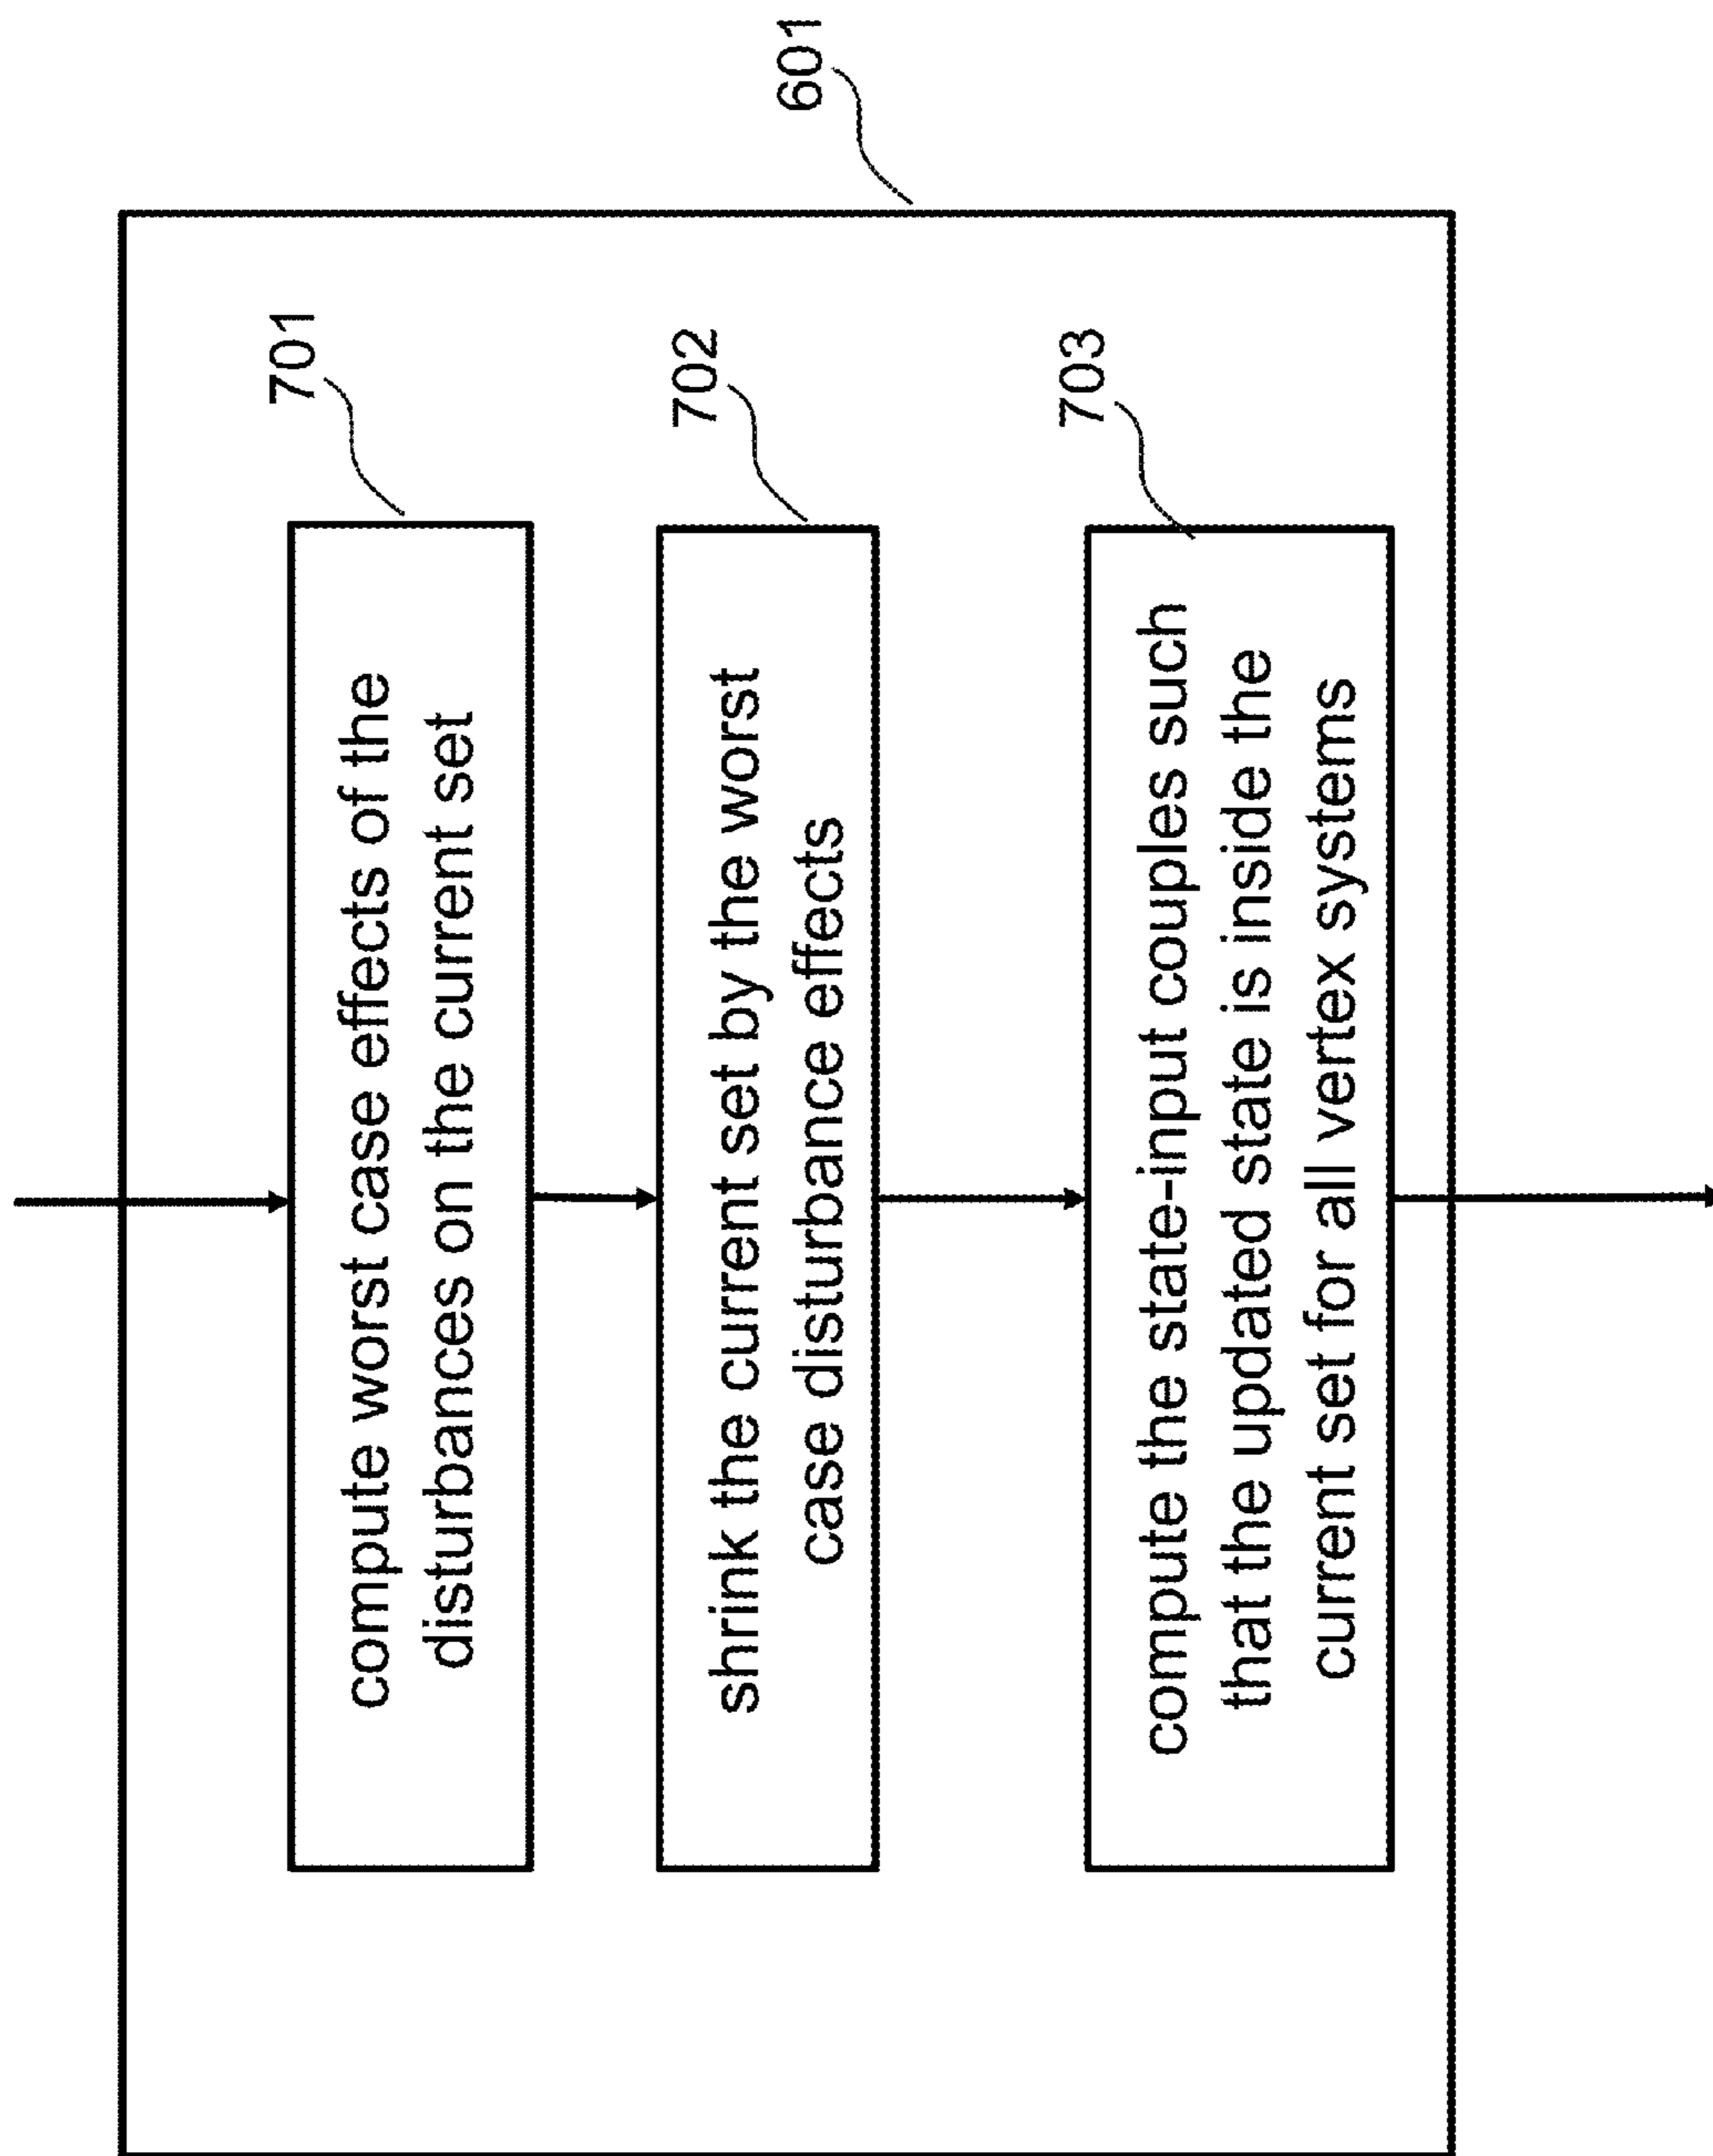 601
701
compute worst case effects of the
disturbances on the current set
702
shrink the current set by the worst
case disturbance effects
703
compute the state-input couples such
that the updated state is inside the
current set for all vertex systems